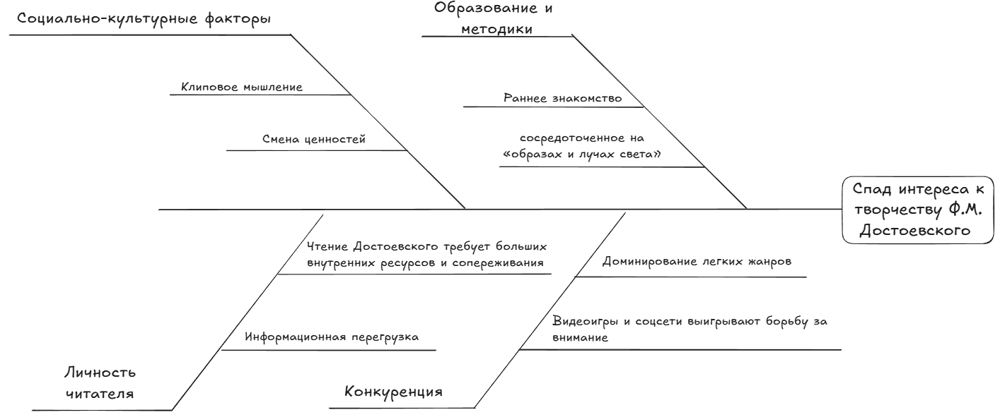 Социально-культурные факторы
Образование и
методики
Клиповое мышление
Раннее знакомство
Смена ценностей
сосредоточенное на
«образах и лучах света»
Спад интереса к
творчеству Ф.М.
Достоевского
Чтение Достоевского требует больших
внутренних ресурсов и сопереживания
Доминирование легких жанров
Информационная перегрузка
Видеоигры и соцсети выигрывают борьбу за
внимание
Личность
читателя
Конкуренция